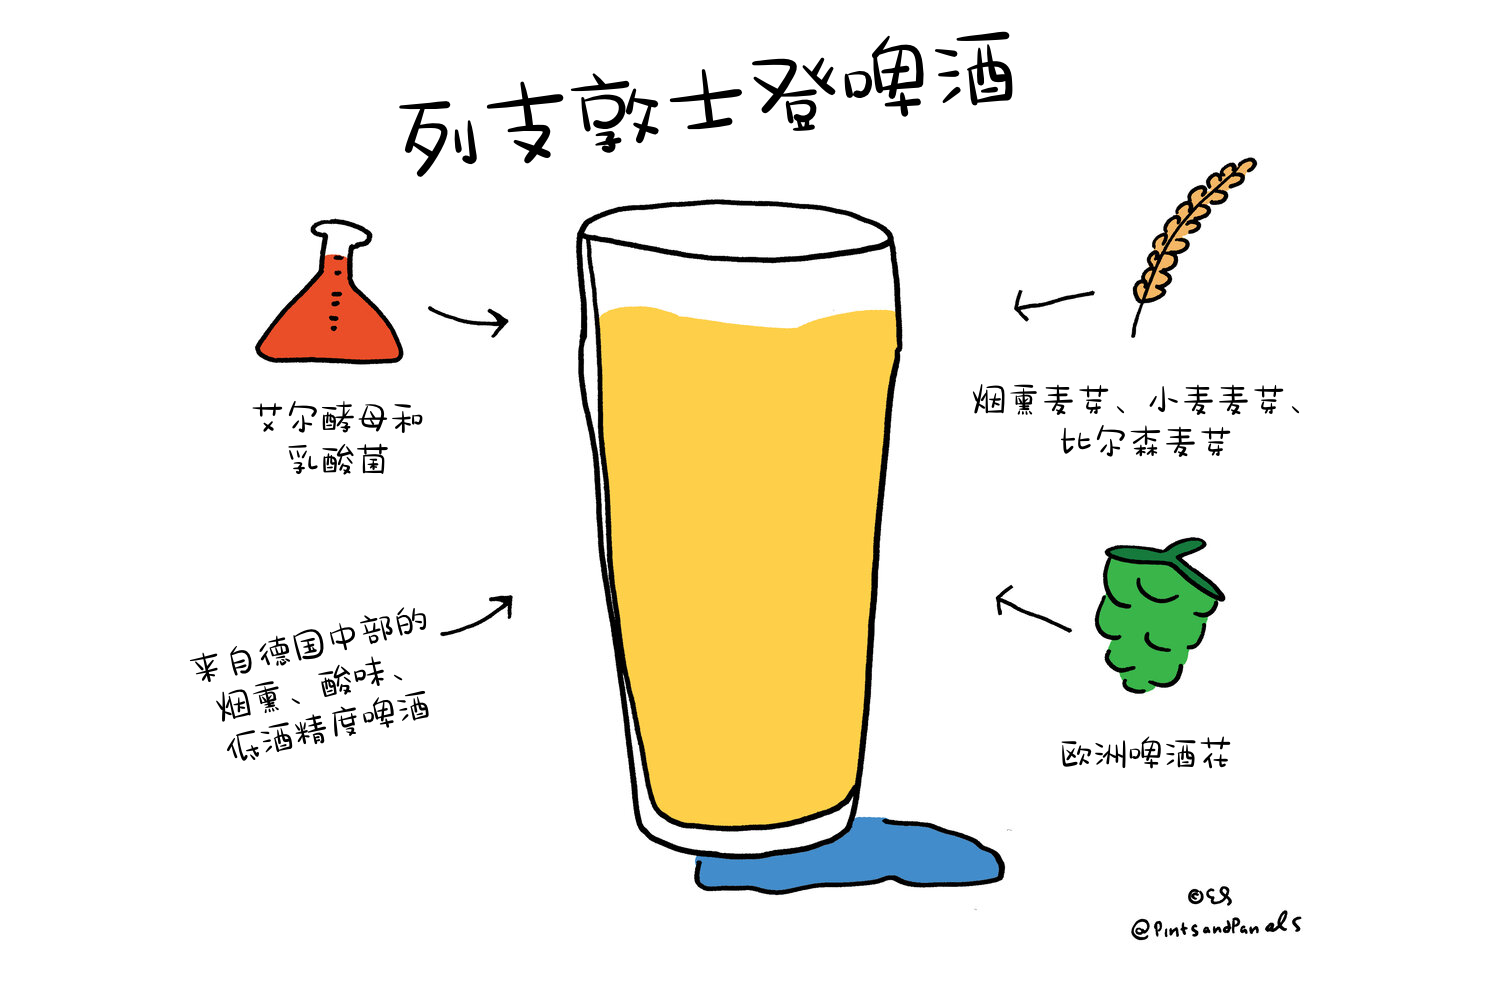 列支敦士登啤酒
艾尔酵母和
乳酸菌
烟熏麦芽、小麦麦芽、
比尔森麦芽
来自德国中部的
烟熏、酸味、
低酒精度啤酒
欧洲啤酒花
©ES
@PintsandPanels